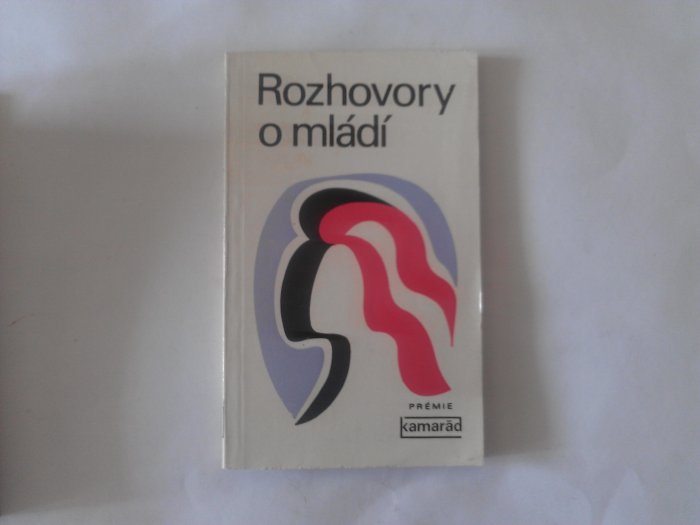 Rozhovory
o mládí
PRÉMIE
kamarád